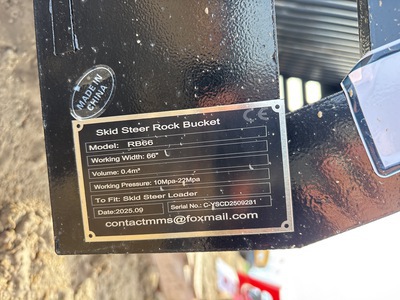 MADE IN
CHINA
CE
Skid Steer Rock Bucket
Model: RB66
Working Width: 66"
Volume: 0.4m³
Working Pressure: 10Mpa-22Mpa
To Fit: Skid Steer Loader
Date:2025.09 Serial No.: C-YSCD2509281
contactmms@foxmail.com